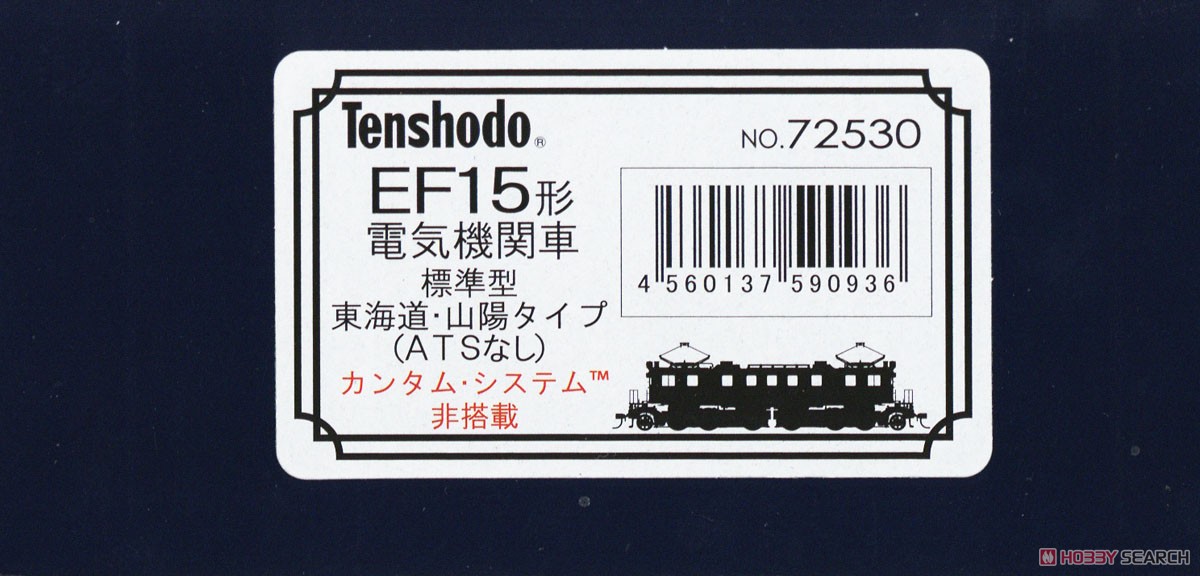 Tenshodo®
NO.72530
EF15形
電気機関車
標準型
東海道・山陽タイプ
(ATSなし)
カンタム・システム™
非搭載
4 560137 590936
HOBBY SEARCH